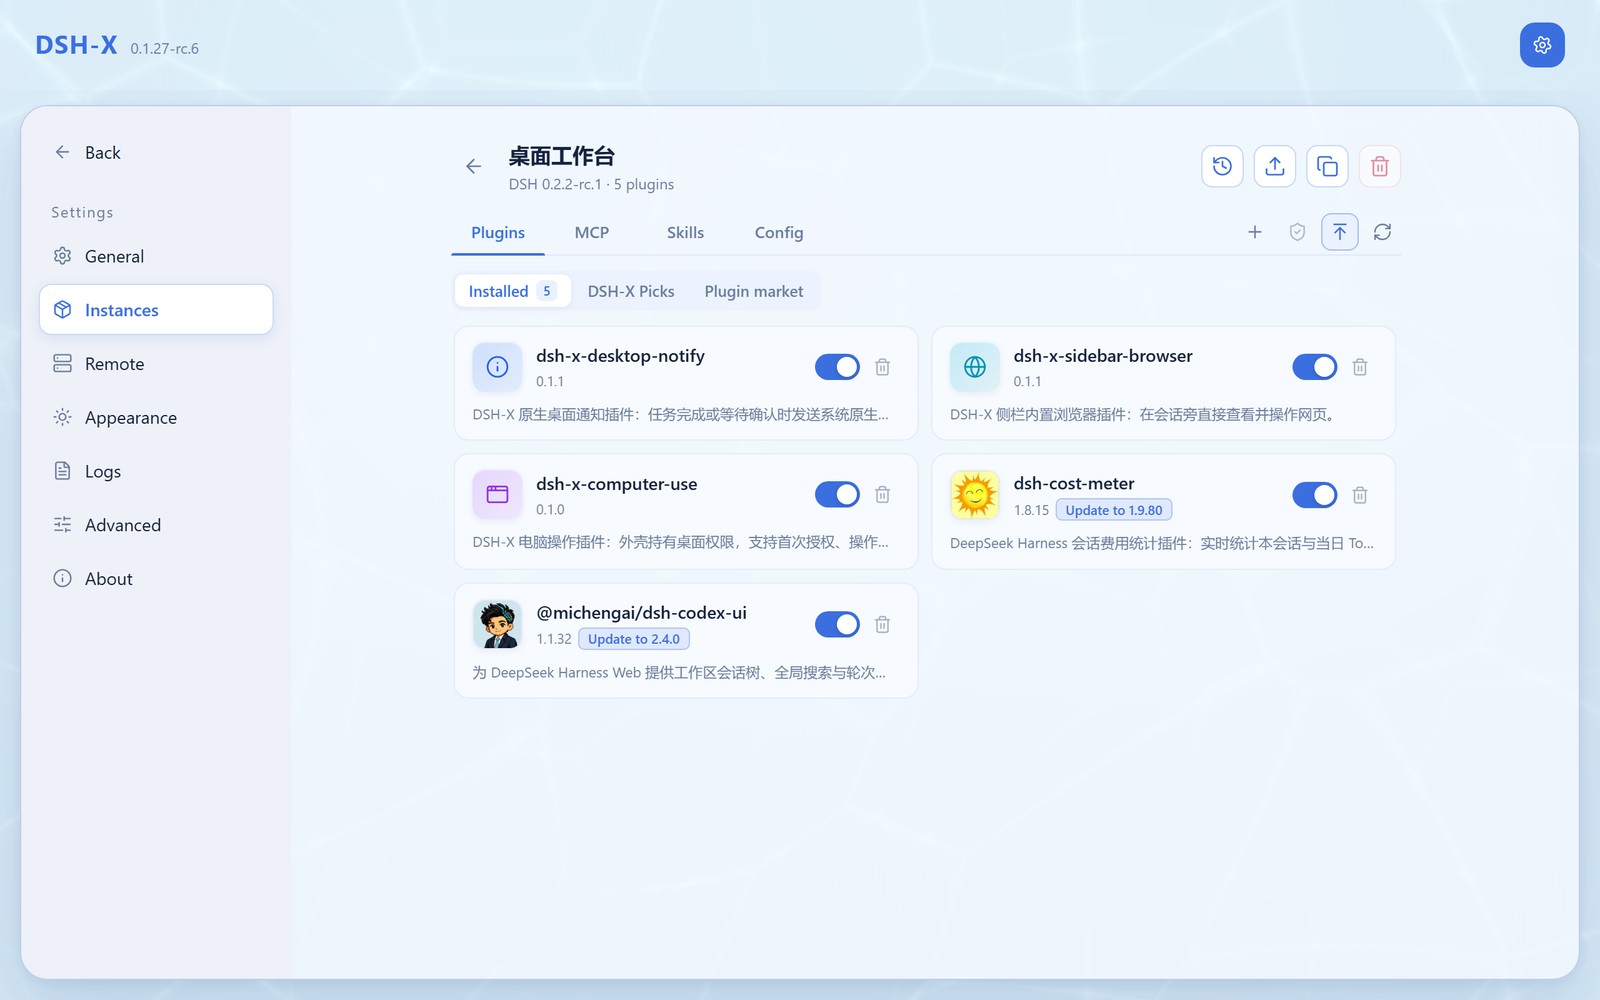 DSH-X 0.1.27-rc.6
Back
Settings
General
Instances
Remote
Appearance
Logs
Advanced
About
桌面工作台
DSH 0.2.2-rc.1 · 5 plugins
Plugins MCP Skills Config
Installed 5 DSH-X Picks Plugin market
dsh-x-desktop-notify
0.1.1
DSH-X 原生桌面通知插件：任务完成或等待确认时发送系统原生...
dsh-x-sidebar-browser
0.1.1
DSH-X 侧栏内置浏览器插件：在会话旁直接查看并操作网页。
dsh-x-computer-use
0.1.0
DSH-X 电脑操作插件：外壳持有桌面权限，支持首次授权、操作...
dsh-cost-meter
1.8.15 Update to 1.9.80
DeepSeek Harness 会话费用统计插件：实时统计本会话与当日 To...
@michengai/dsh-codex-ui
1.1.32 Update to 2.4.0
为 DeepSeek Harness Web 提供工作区会话树、全局搜索与轮次...